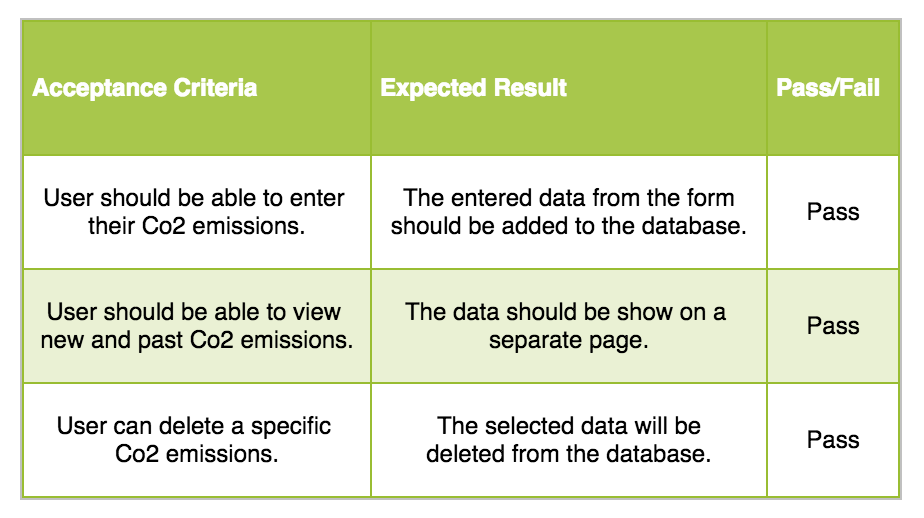 Acceptance Criteria
Expected Result
Pass/Fail
User should be able to enter
their Co2 emissions.
The entered data from the form
should be added to the database.
Pass
User should be able to view
new and past Co2 emissions.
The data should be show on a
separate page.
Pass
User can delete a specific
Co2 emissions.
The selected data will be
deleted from the database.
Pass